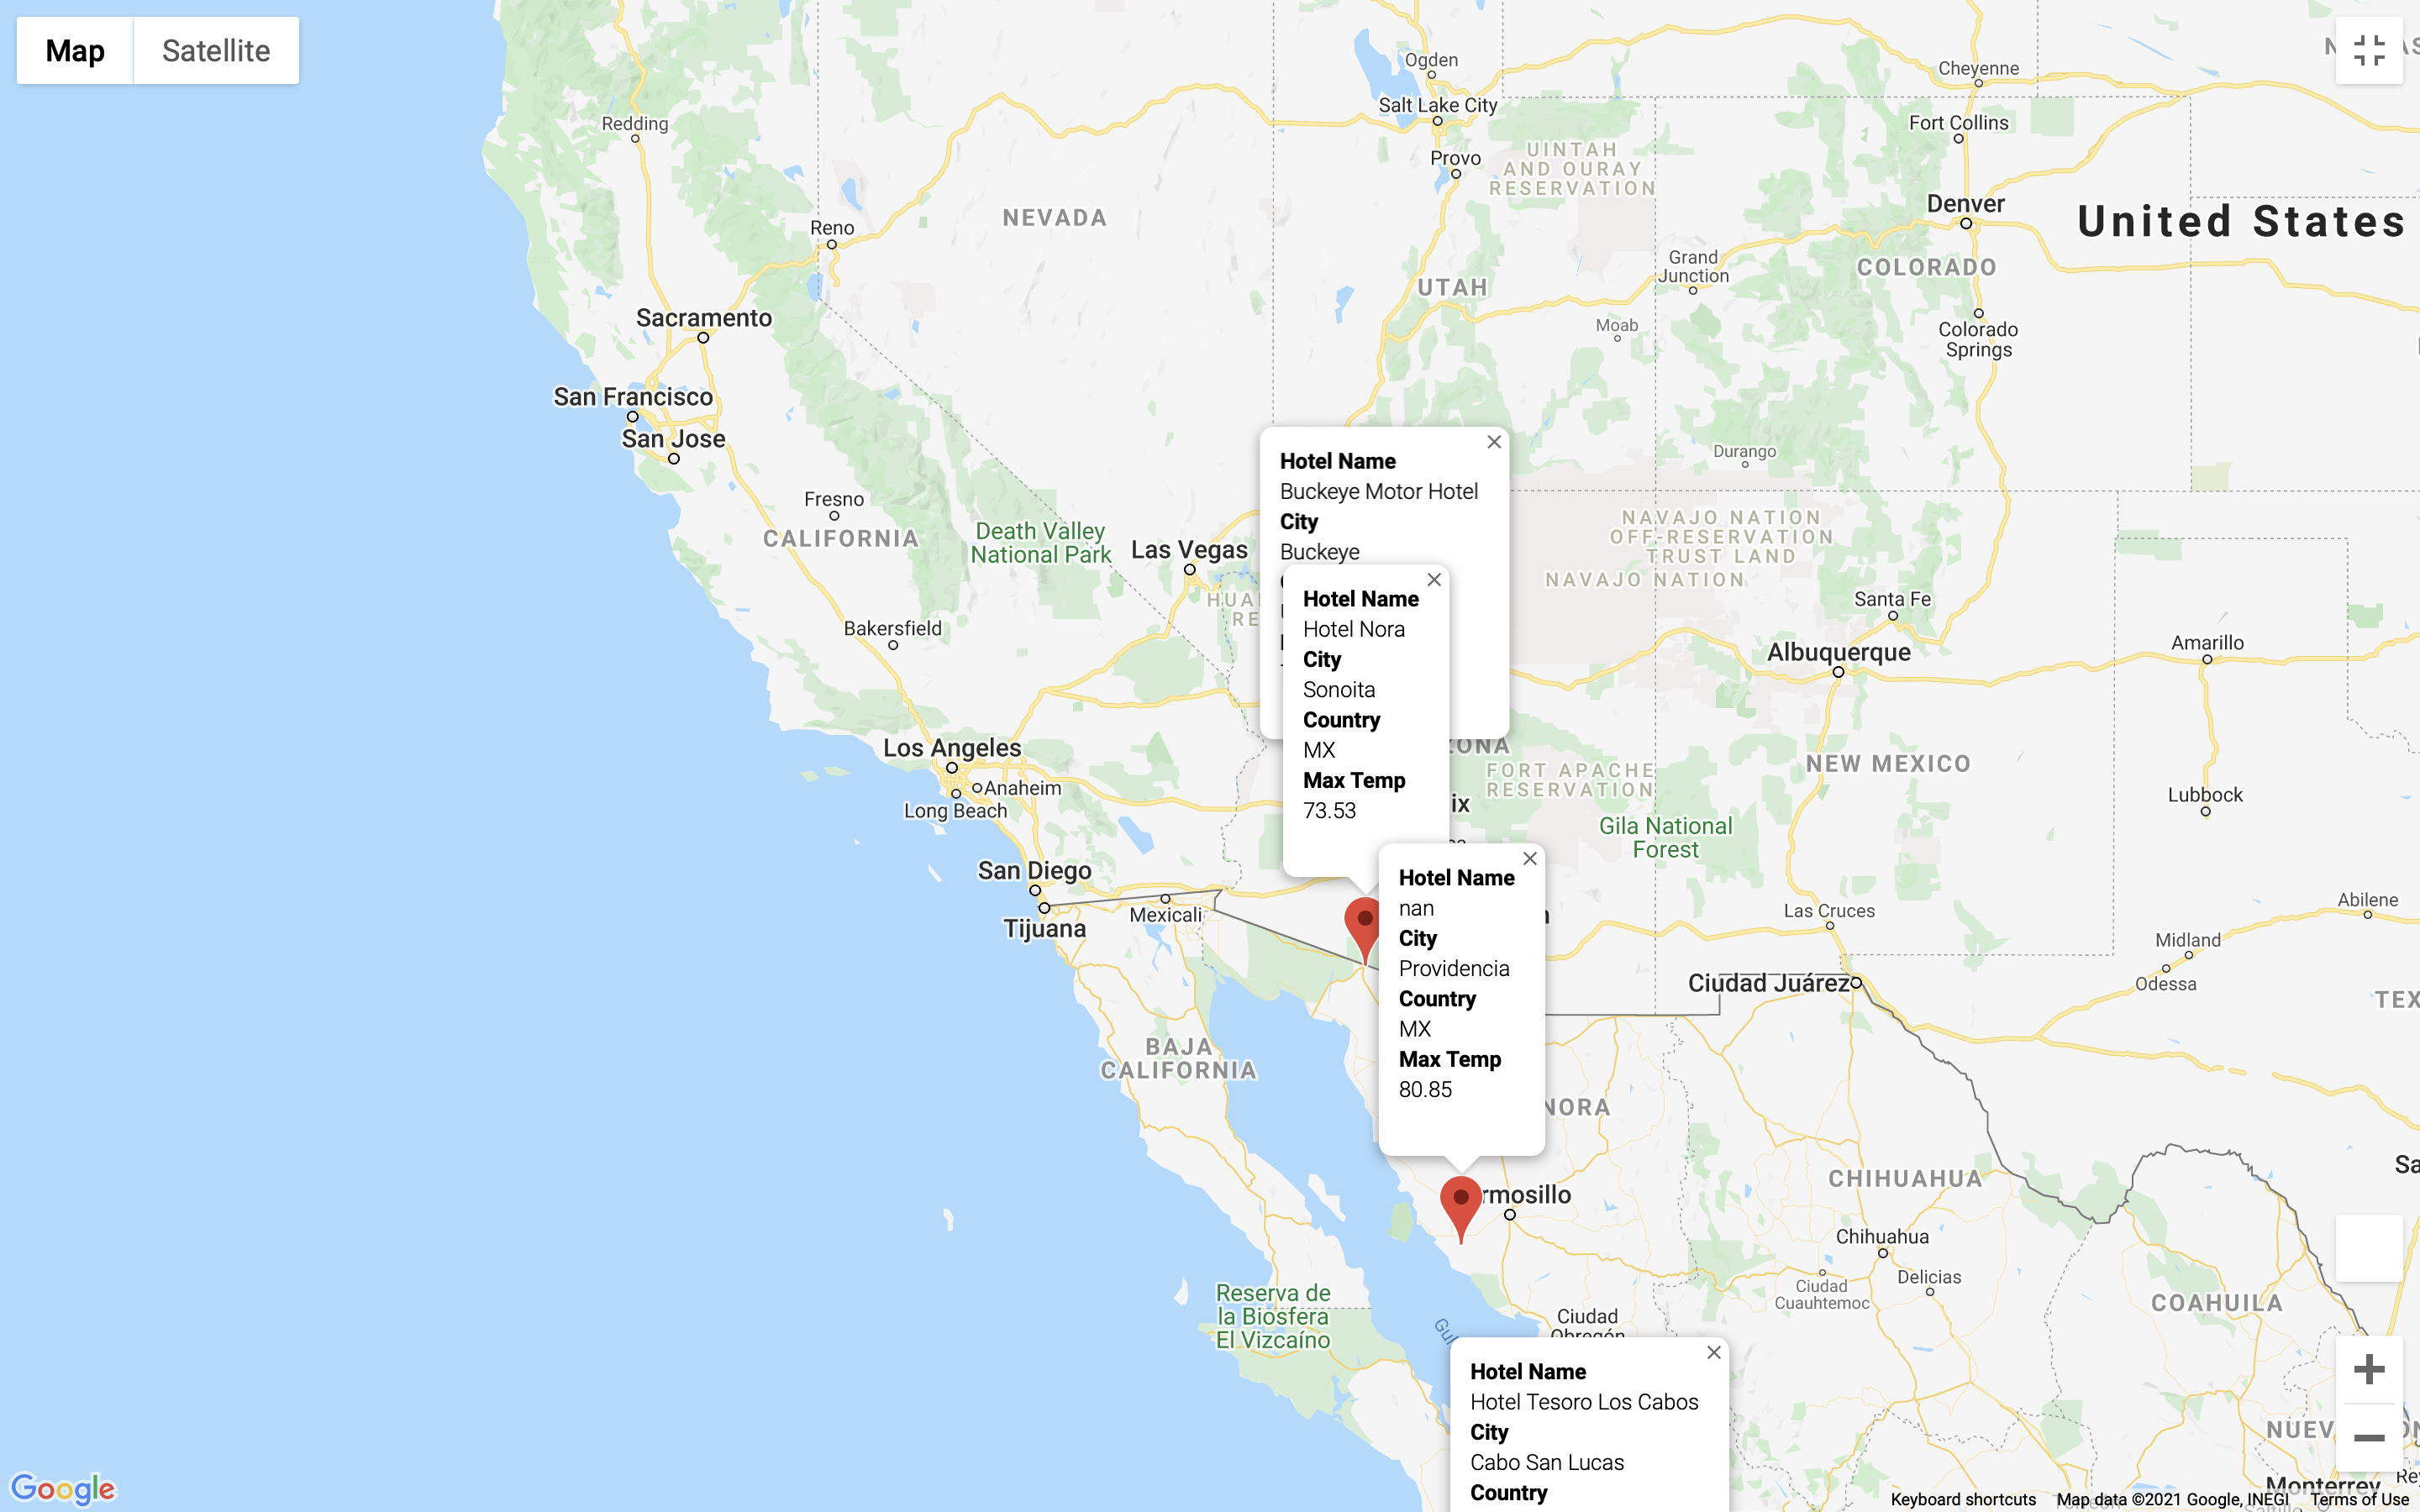 Map
Satellite
Ogden
Cheyenne
Salt Lake City
Redding
Fort Collins
UINTAH
AND OURAY
RESERVATION
Provo
NEVADA
Denver
United States
Reno
Grand
Junction
COLORADO
UTAH
Sacramento
Moab
Colorado
Springs
San Francisco
San Jose
Durango
Hotel Name
Buckeye Motor Hotel
City
Buckeye
Fresno
CALIFORNIA
Death Valley
National Park
Las Vegas
NAVAJO NATION
OFF-RESERVATION
TRUST LAND
NAVAJO NATION
Santa Fe
Hotel Name
Hotel Nora
City
Sonoita
Country
MX
Max Temp
73.53
Bakersfield
Albuquerque
Amarillo
Los Angeles
Anaheim
Long Beach
FORT APACHE
RESERVATION
NEW MEXICO
Lubbock
Gila National
Forest
San Diego
Tijuana
Mexicali
Hotel Name
nan
City
Providencia
Country
MX
Max Temp
80.85
Las Cruces
Abilene
Midland
Odessa
Ciudad Juárez
BAJA
CALIFORNIA
CHIHUAHUA
Chihuahua
Ciudad
Cuauhtemoc
Delicias
COAHUILA
Reserva de
la Biosfera
El Vizcaíno
Ciudad
Obregón
Hotel Name
Hotel Tesoro Los Cabos
City
Cabo San Lucas
Country
Monterrey
Google
Keyboard shortcuts
Map data ©2021 Google, INEGI
Terms of Use